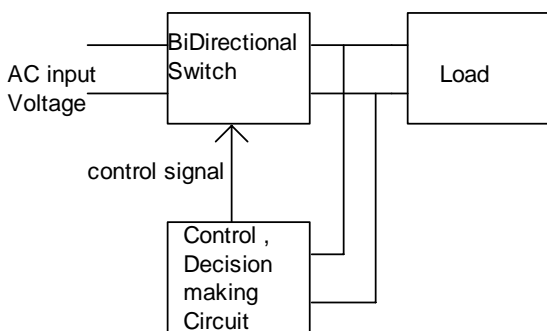 BiDirectional
Switch
AC input
Voltage
Load
control signal
Control ,
Decision
making
Circuit